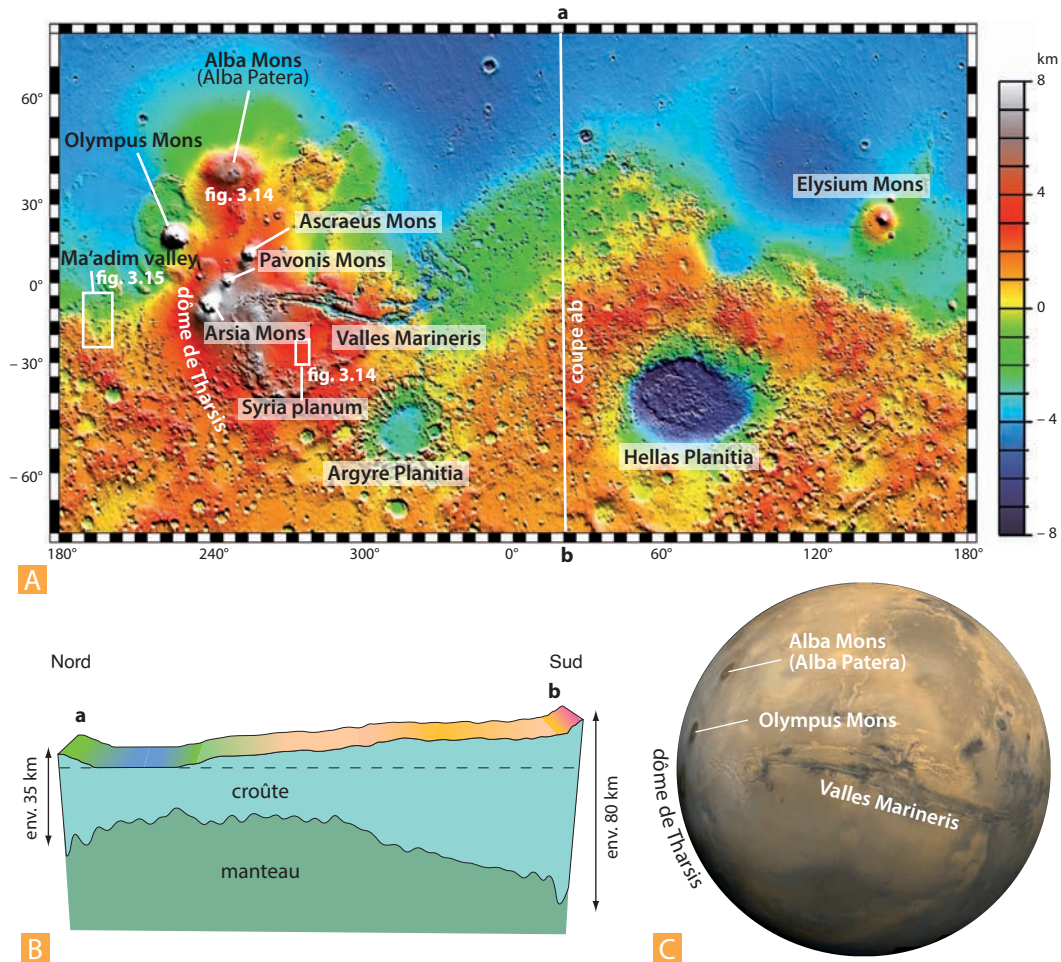 a
km
8
4
0
– 4
– 8
60°
30°
0°
– 30°
– 60°
Alba Mons
(Alba Patera)
Olympus Mons
fig. 3.14
Elysium Mons
Ascraeus Mons
Ma'adim valley
fig. 3.15
Pavonis Mons
dôme de Tharsis
Arsia Mons
Valles Marineris
fig. 3.14
Syria planum
coupe ab
Argyre Planitia
Hellas Planitia
180°
240°
300°
0°
b
60°
120°
180°
A
Nord
Sud
a
b
env. 35 km
croûte
env. 80 km
manteau
B
Alba Mons
(Alba Patera)
Olympus Mons
dôme de Tharsis
Valles Marineris
C